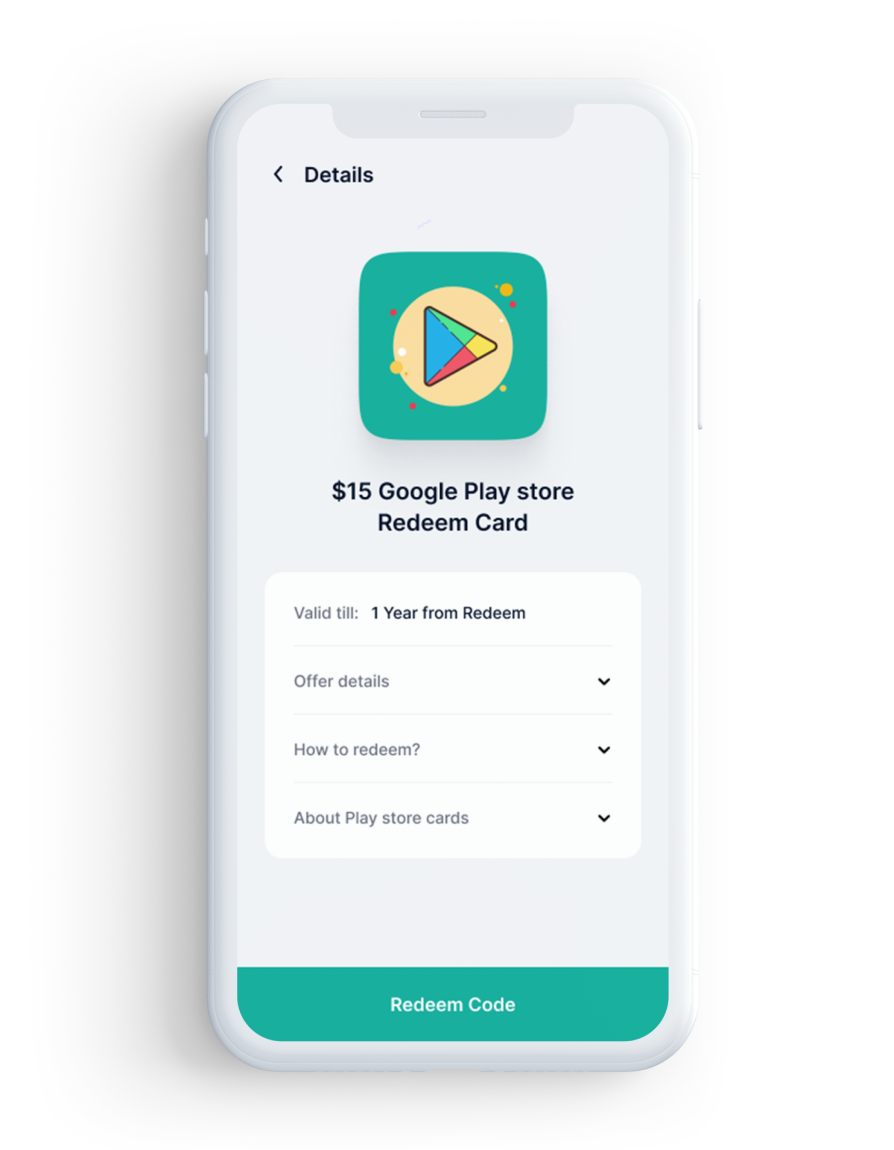 Details
$15 Google Play store
Redeem Card
Valid till: 1 Year from Redeem
Offer details
How to redeem?
About Play store cards
Redeem Code